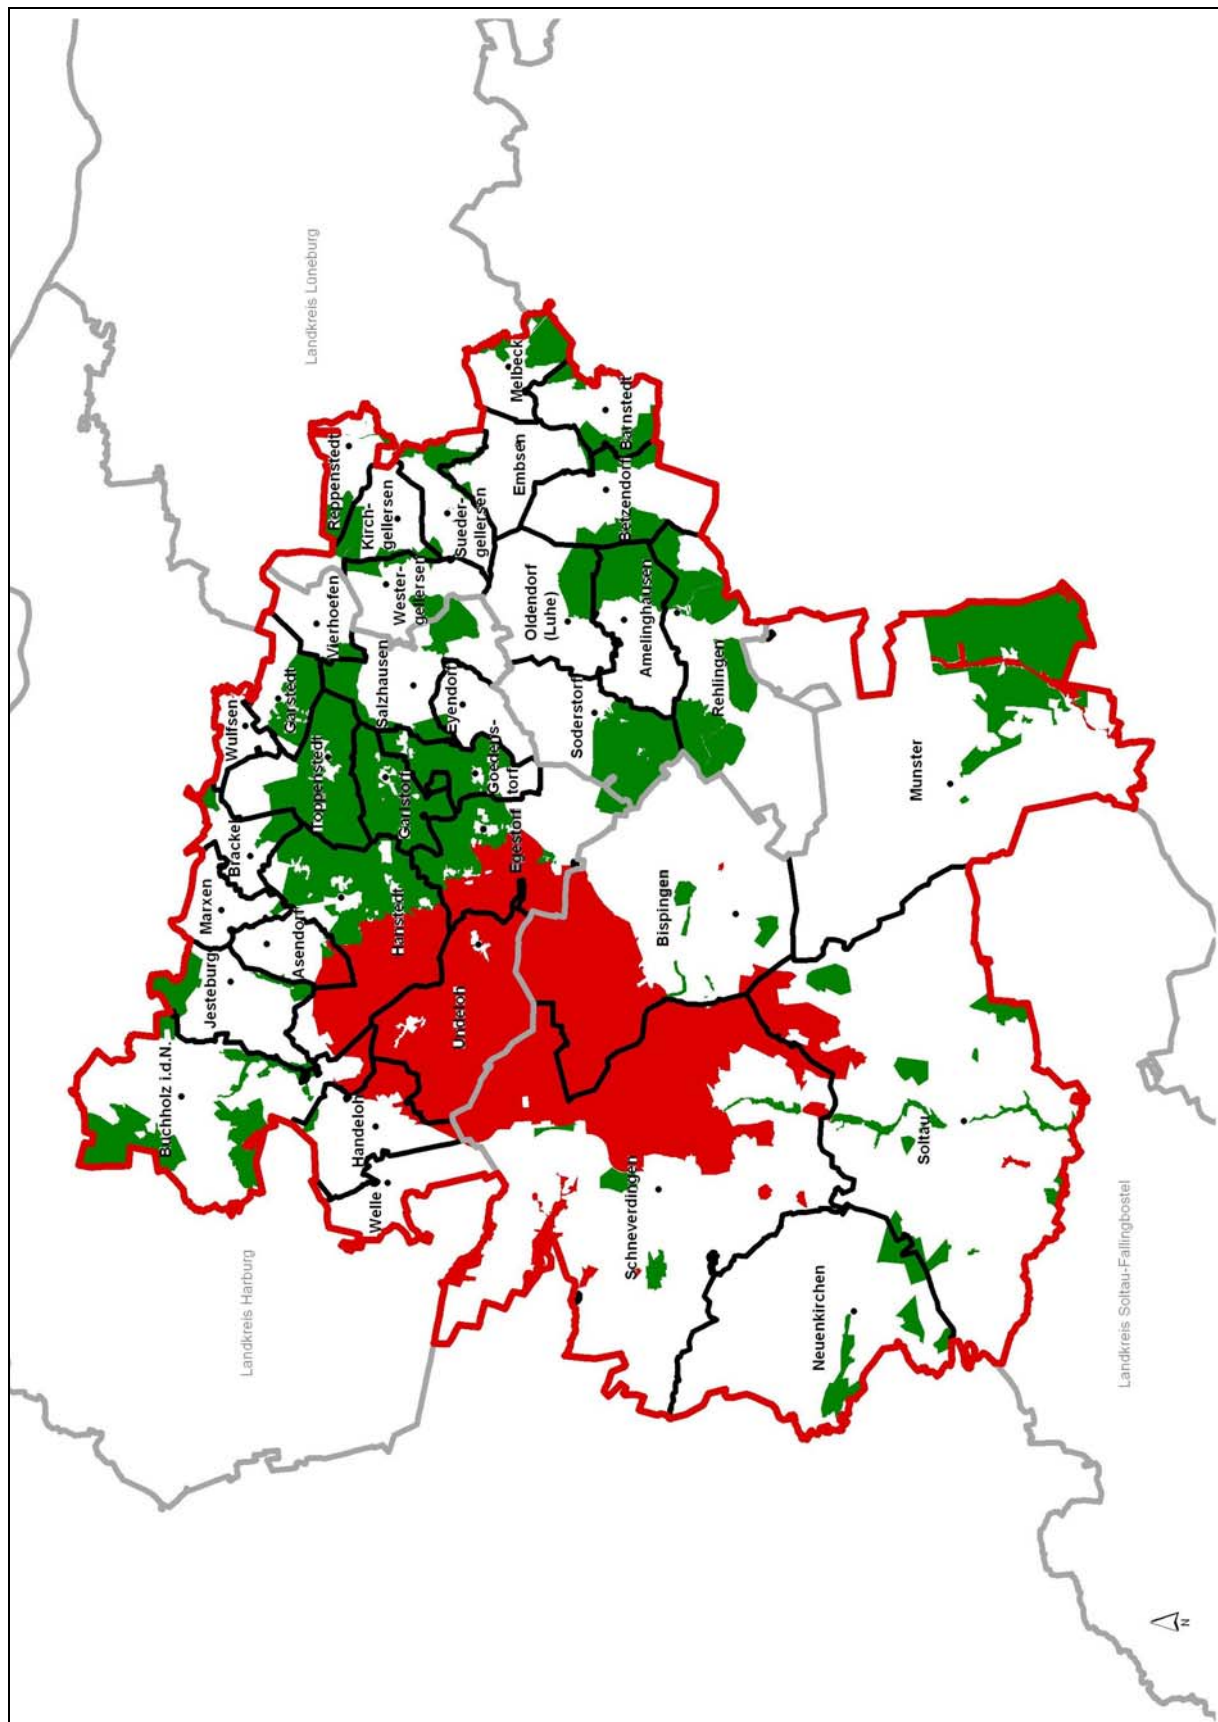 Landkreis Lüneburg
Landkreis Harburg
Landkreis Soltau-Fallingbostel
Reppenstedt
Kirch-
gellersen
Melbeck
Sueder-
gellersen
Embsen
Barnstedt
Betzendorf
Vierhoefen
Wester-
gellersen
Oldendorf
(Luhe)
Amelinghausen
Rehlingen
Wulfsen
Garstedt
Salzhausen
Eyendorf
Soderstorf
Toppenstedt
Garlstorf
Goedens-
torf
Egestorf
Munster
Brackel
Marxen
Asendorf
Hanstedt
Bispingen
Jesteburg
Undeloh
Buchholz i.d.N.
Handeloh
Welle
Schneverdingen
Soltau
Neuenkirchen
N